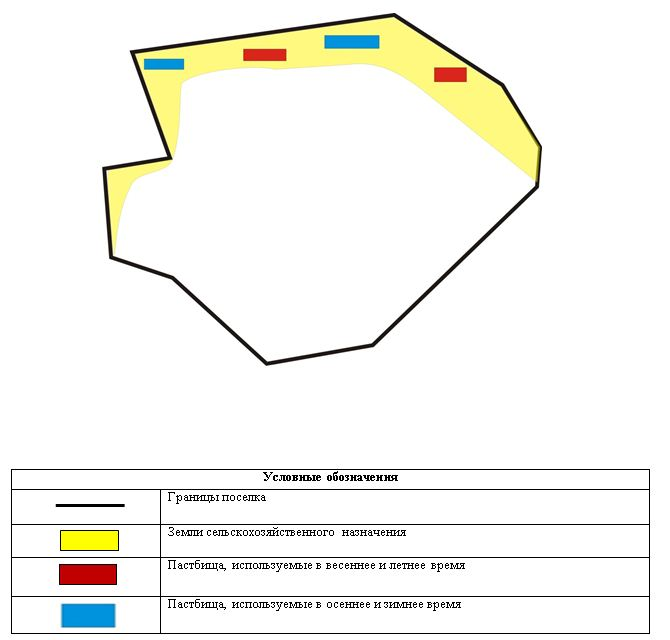 Условные обозначения
Границы поселка
Земли сельскохозяйственного назначения
Пастбища, используемые в весеннее и летнее время
Пастбища, используемые в осеннее и зимнее время